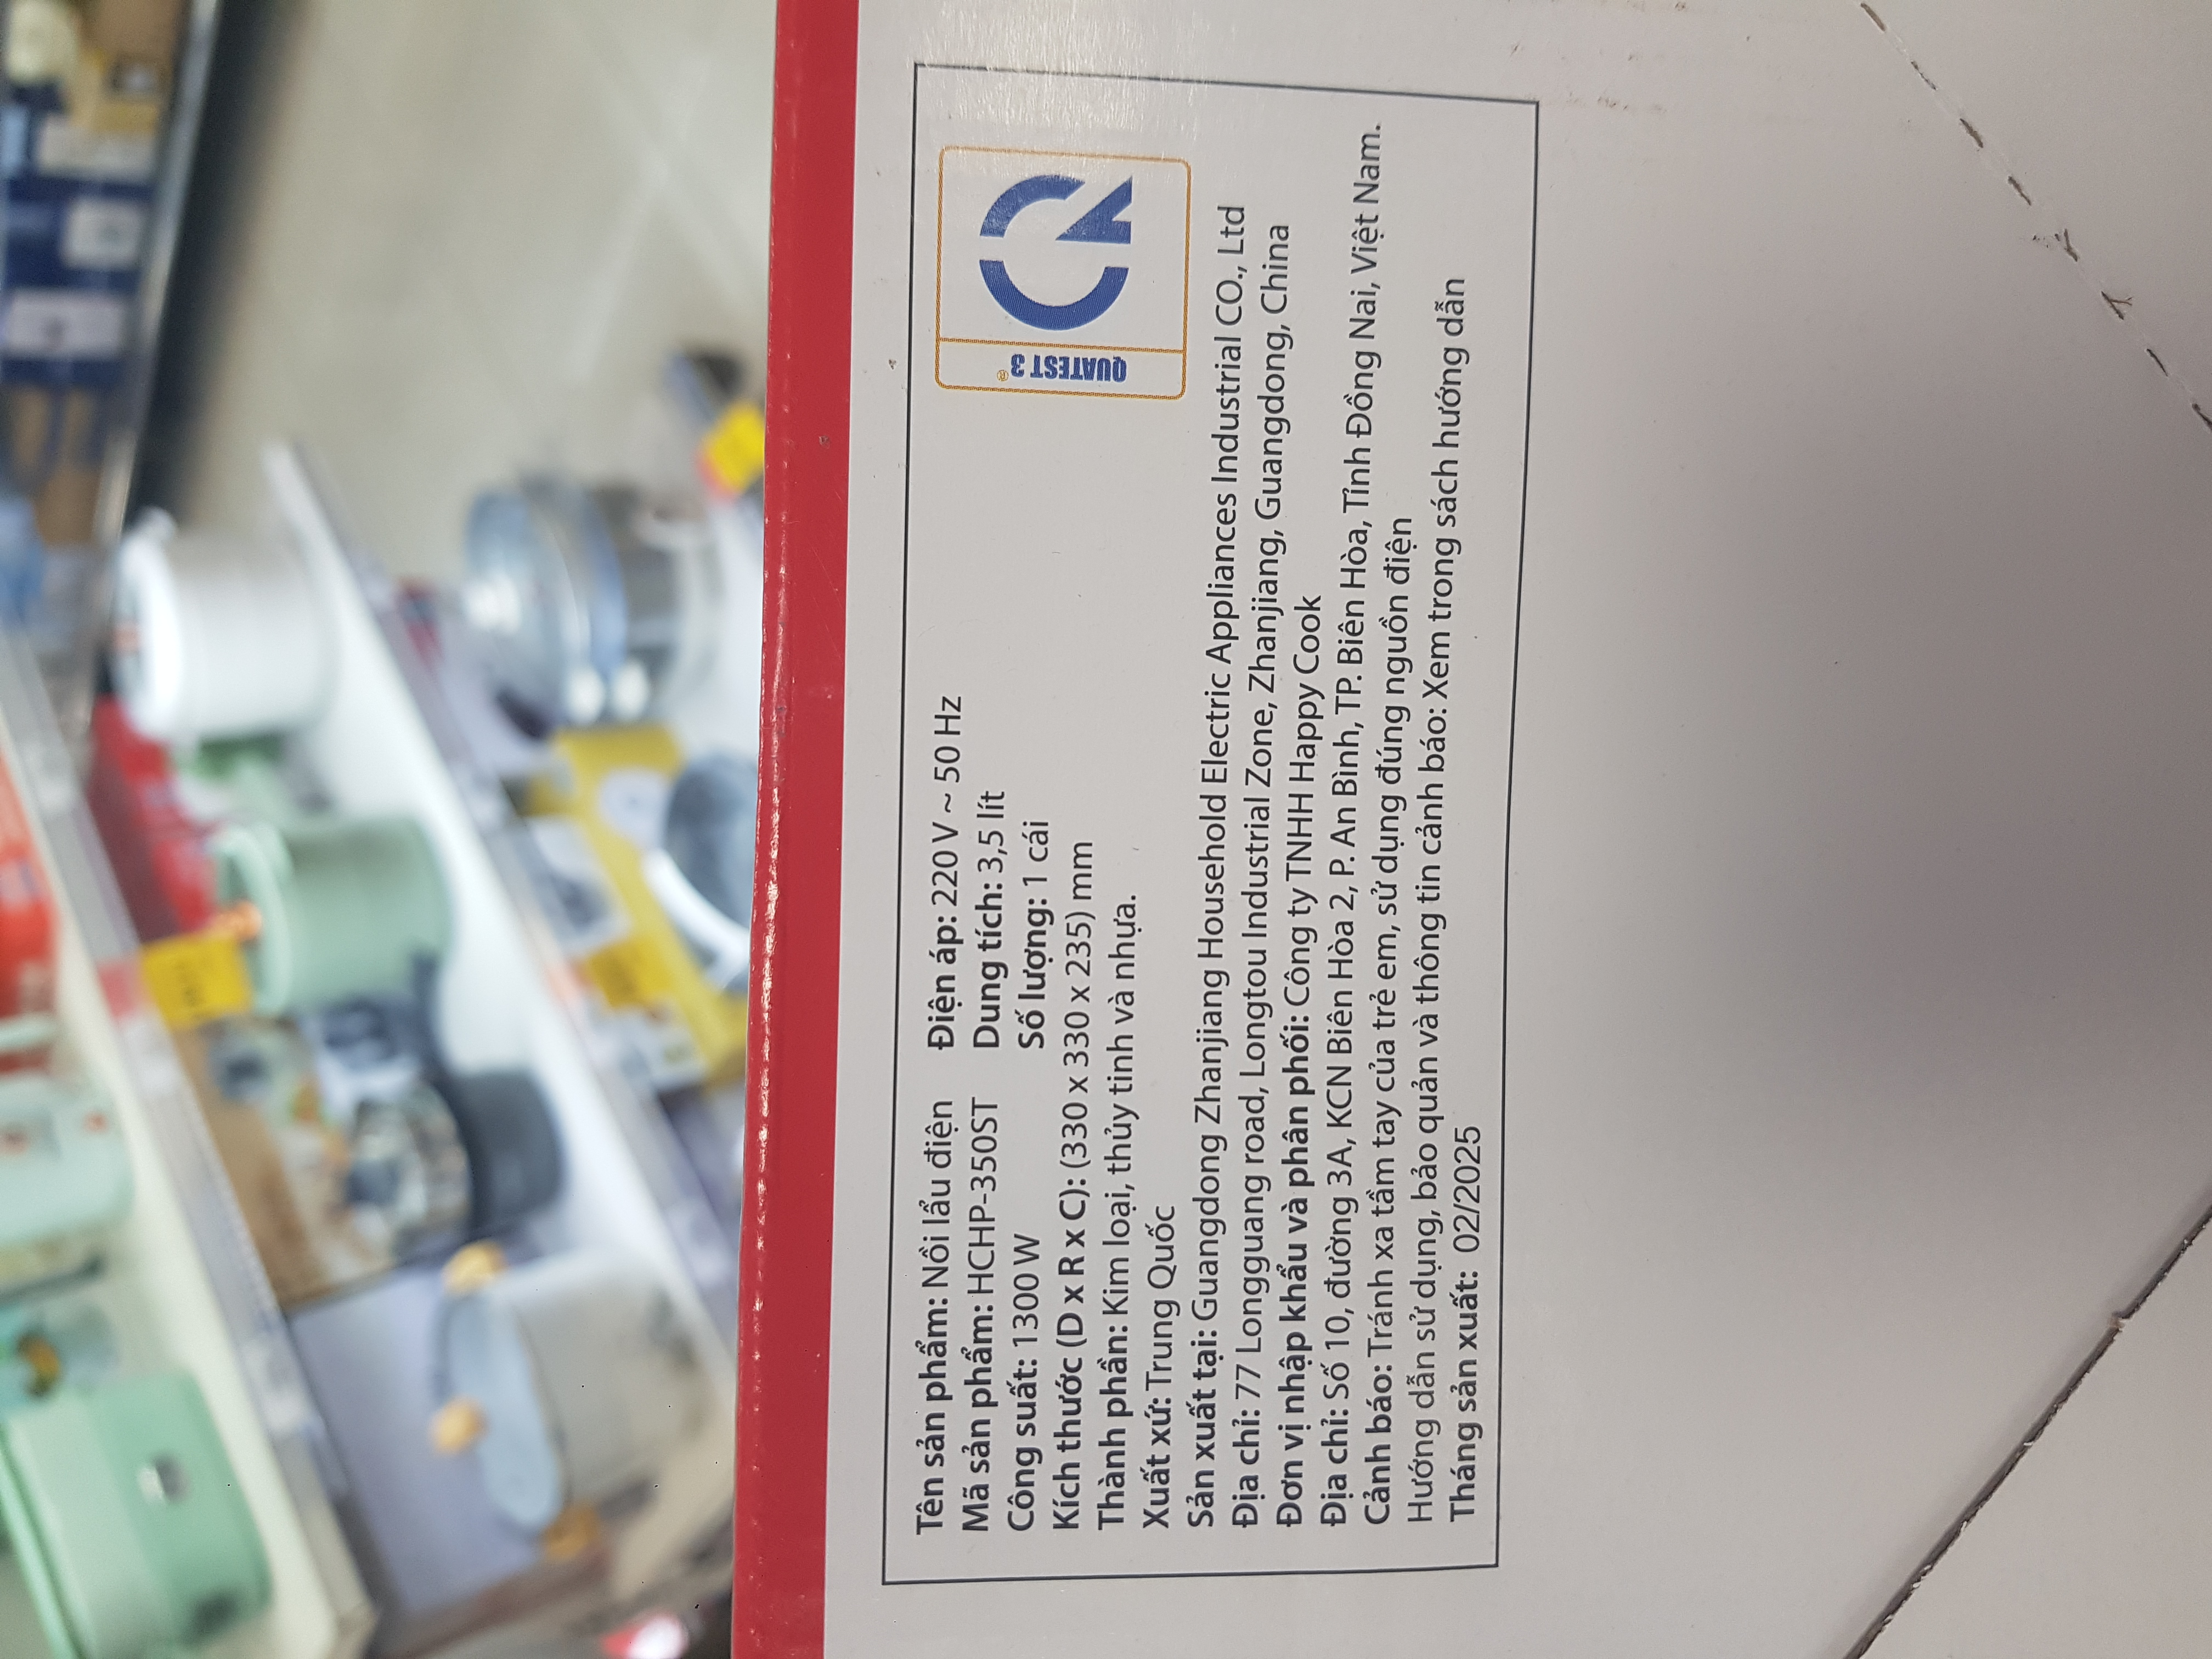 Tên sản phẩm: Nồi lẩu điện Điện áp: 220 V ~ 50 Hz
Mã sản phẩm: HCHP-350ST Dung tích: 3,5 lít
Công suất: 1300 W Số lượng: 1 cái
Kích thước (D x R x C): (330 x 330 x 235) mm
Thành phần: Kim loại, thủy tinh và nhựa.
Xuất xứ: Trung Quốc
Sản xuất tại: Guangdong Zhanjiang Household Electric Appliances Industrial CO., Ltd
Địa chỉ: 77 Longguang road, Longtou Industrial Zone, Zhanjiang, Guangdong, China
Đơn vị nhập khẩu và phân phối: Công ty TNHH Happy Cook
Địa chỉ: Số 10, đường 3A, KCN Biên Hòa 2, P. An Bình, TP. Biên Hòa, Tỉnh Đồng Nai, Việt Nam.
Cảnh báo: Tránh xa tầm tay của trẻ em, sử dụng đúng nguồn điện
Hướng dẫn sử dụng, bảo quản và thông tin cảnh báo: Xem trong sách hướng dẫn
Tháng sản xuất: 02/2025
QUATEST 3®